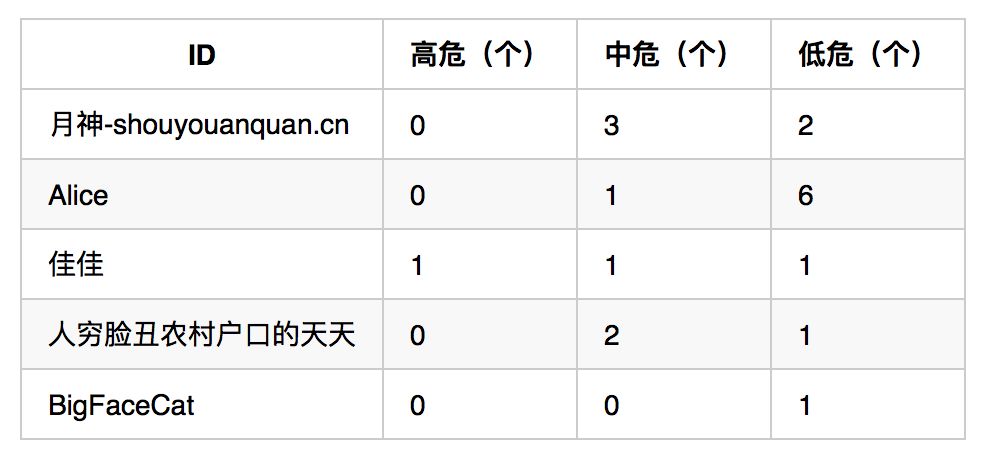 ID 高危（个） 中危（个） 低危（个）
月神-shouyouanquan.cn 0 3 2
Alice 0 1 6
佳佳 1 1 1
人穷脸丑农村户口的天天 0 2 1
BigFaceCat 0 0 1